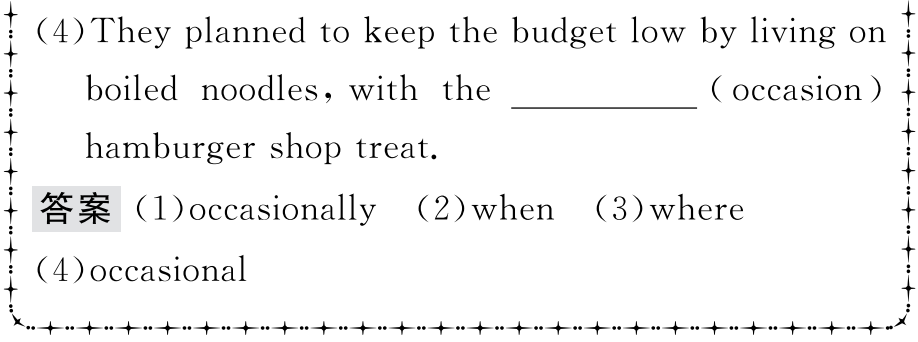 (4)They planned to keep the budget low by living on
boiled noodles, with the ________ (occasion)
hamburger shop treat.
答案 (1)occasionally (2)when (3)where
(4)occasional